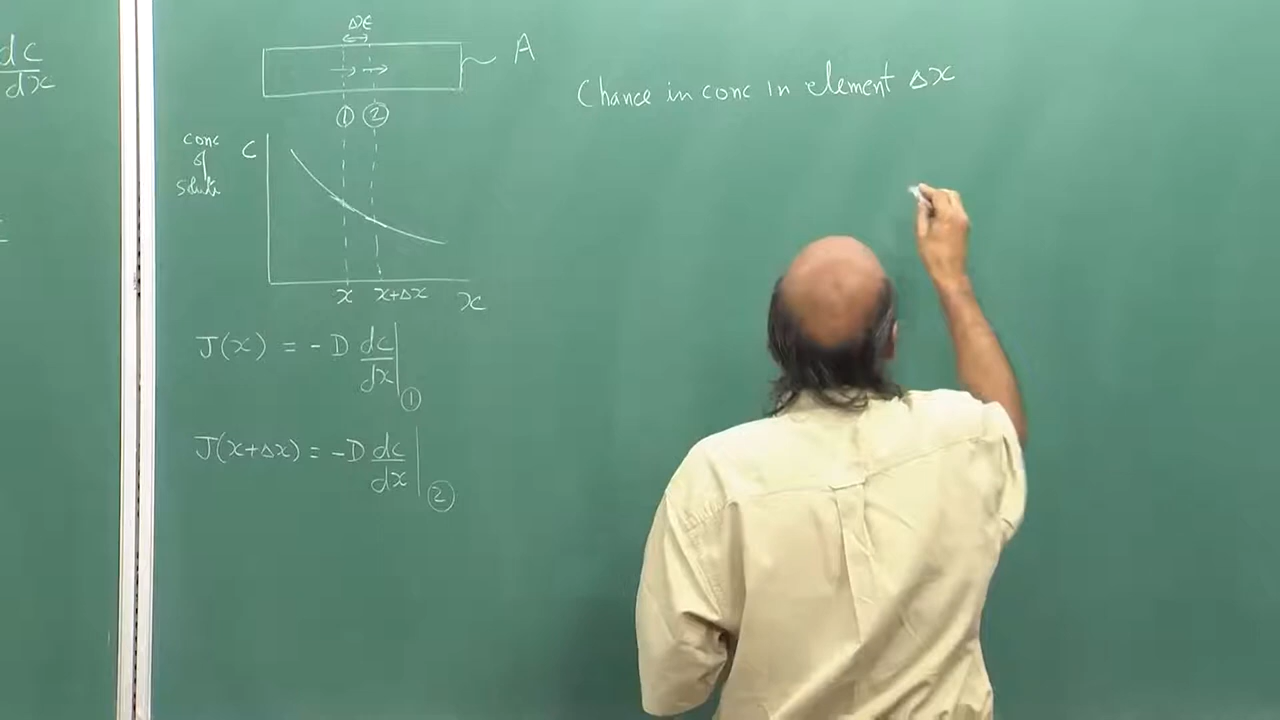 dc
dx
Δx
A
① ②
conc
of
solute
C
x x+Δx x
J(x) = -D dc/dx |①
J(x+Δx) = -D dc/dx |②
Chance in conc in element Δx